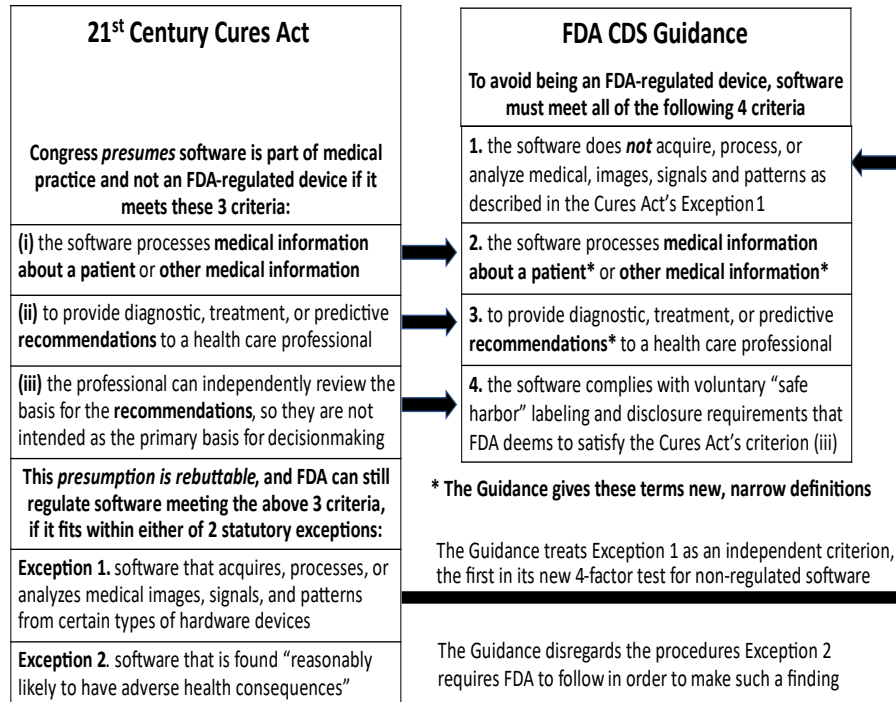 21st Century Cures Act
Congress presumes software is part of medical
practice and not an FDA-regulated device if it
meets these 3 criteria:
(i) the software processes medical information
about a patient or other medical information
(ii) to provide diagnostic, treatment, or predictive
recommendations to a health care professional
(iii) the professional can independently review the
basis for the recommendations, so they are not
intended as the primary basis for decisionmaking
This presumption is rebuttable, and FDA can still
regulate software meeting the above 3 criteria,
if it fits within either of 2 statutory exceptions:
Exception 1. software that acquires, processes, or
analyzes medical images, signals, and patterns
from certain types of hardware devices
Exception 2. software that is found “reasonably
likely to have adverse health consequences”
FDA CDS Guidance
To avoid being an FDA-regulated device, software
must meet all of the following 4 criteria
1. the software does not acquire, process, or
analyze medical, images, signals and patterns as
described in the Cures Act’s Exception 1
2. the software processes medical information
about a patient* or other medical information*
3. to provide diagnostic, treatment, or predictive
recommendations* to a health care professional
4. the software complies with voluntary “safe
harbor” labeling and disclosure requirements that
FDA deems to satisfy the Cures Act’s criterion (iii)
* The Guidance gives these terms new, narrow definitions
The Guidance treats Exception 1 as an independent criterion,
the first in its new 4-factor test for non-regulated software
The Guidance disregards the procedures Exception 2
requires FDA to follow in order to make such a finding